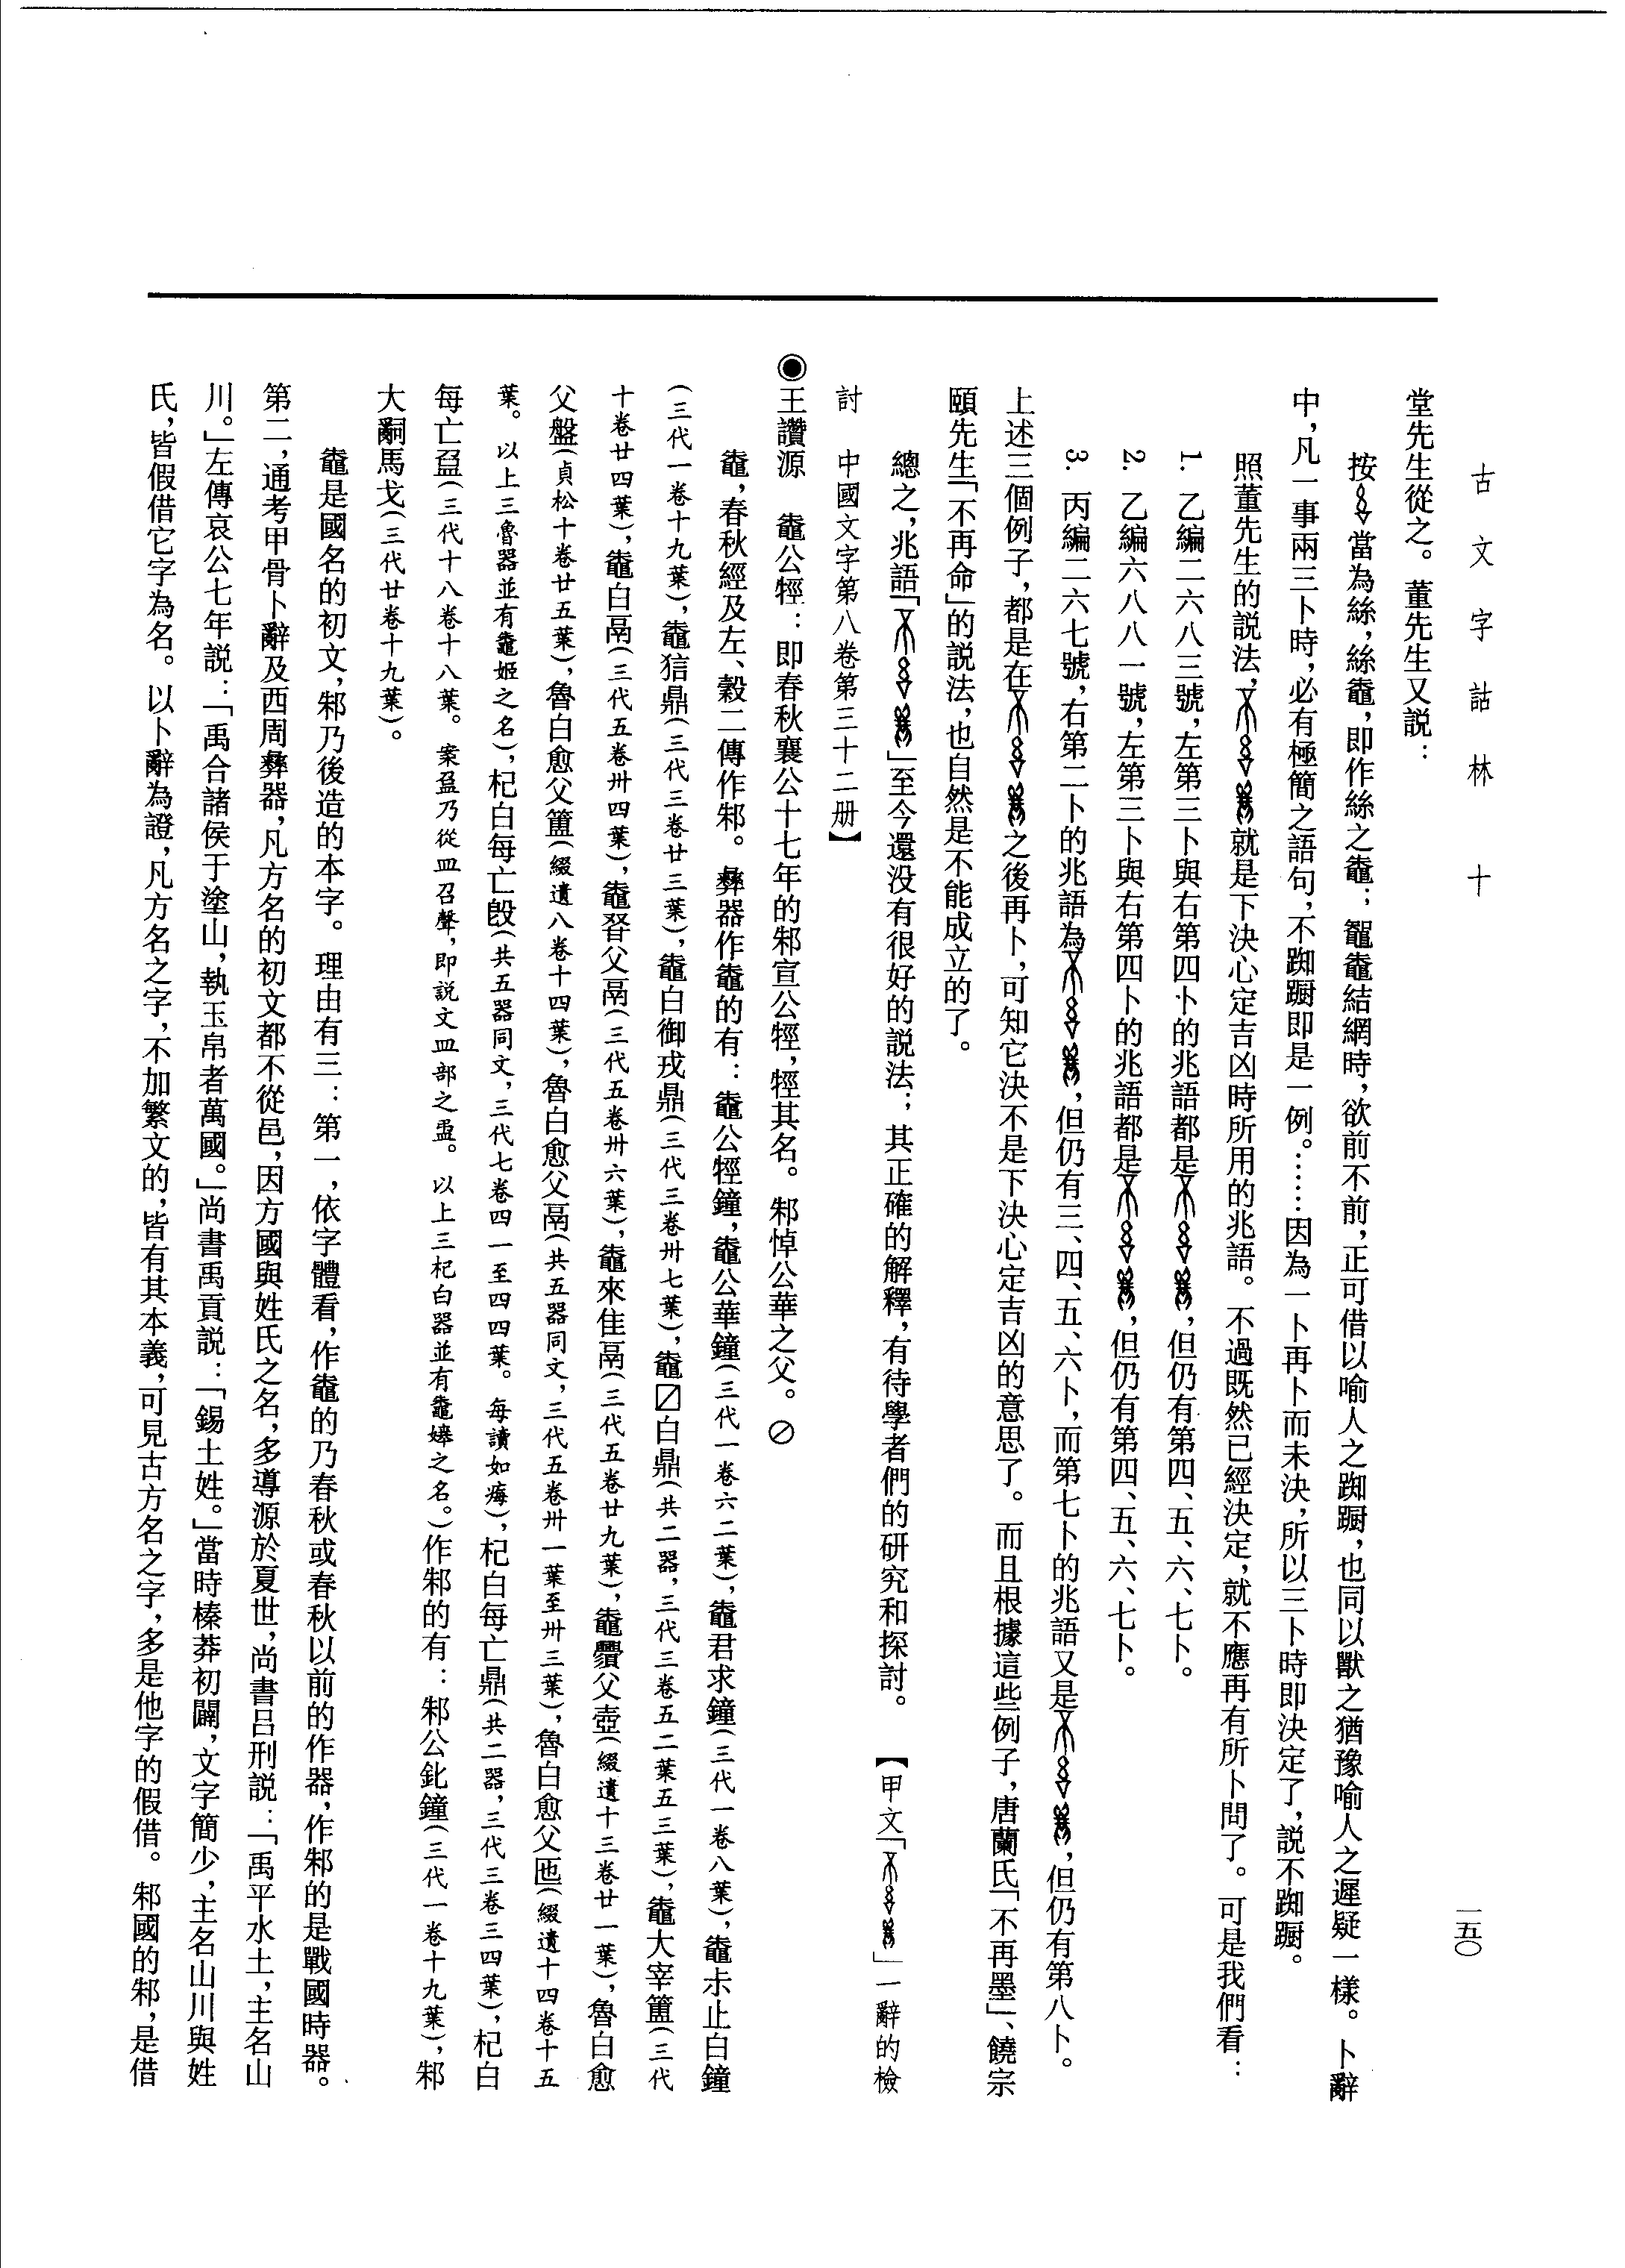 古文字詁林 十
一五〇
堂先生從之。董先生又説：
按當為絲，絲鼄，即作絲之鼄；鼅鼄結網時，欲前不前，正可借以喻人之踟躕，也同以獸之猶豫喻人之遲疑一樣。卜辭
中，凡一事兩三卜時，必有極簡之語句，不踟躕即是一例。……因為一卜再卜而未決，所以三卜時即決定了，説不踟躕。
照董先生的説法，就是下決心定吉凶時所用的兆語。不過既然已經決定，就不應再有所卜問了。可是我們看：
1. 乙編二六八三號，左第三卜與右第四卜的兆語都是，但仍有第四、五、六、七卜。
2. 乙編六八八一號，左第三卜與右第四卜的兆語都是，但仍有第四、五、六、七卜。
3. 丙編二六七號，右第二卜的兆語為，但仍有三、四、五、六卜，而第七卜的兆語又是，但仍有第八卜。
上述三個例子，都是在之後再卜，可知它決不是下決心定吉凶的意思了。而且根據這些例子，唐蘭氏「不再墨」、饒宗
頤先生「不再命」的説法，也自然是不能成立的了。
總之，兆語「」至今還没有很好的説法；其正確的解釋，有待學者們的研究和探討。 【甲文「」一辭的檢
討 中國文字第八卷第三十二册】
◉王讚源 鼄公牼：即春秋襄公十七年的邾宣公牼，牼其名。邾悼公華之父。⊘
鼄，春秋經及左、穀二傳作邾。彝器作鼄的有：鼄公牼鐘，鼄公華鐘（三代一卷六二葉），鼄君求鐘（三代一卷八葉），鼄止白鐘
（三代一卷十九葉），鼄狺鼎（三代三卷廿三葉），鼄白御戎鼎（三代三卷卅七葉），鼄〼白鼎（共二器，三代三卷五二葉五三葉），鼄大宰簠（三代
十卷廿四葉），鼄白鬲（三代五卷卅四葉），鼄父鬲（三代五卷卅六葉），鼄來隹鬲（三代五卷廿九葉），鼄父壺（綴遺十三卷廿一葉），魯白愈
父盤（貞松十卷廿五葉），魯白愈父簠（綴遺八卷十四葉），魯白愈父鬲（共五器同文，三代五卷卅一葉至卅三葉），魯白愈父匜（綴遺十四卷十五
葉。以上三魯器並有鼄姬之名），杞白每亡𣪘（共五器同文，三代七卷四一至四四葉。每讀如痗），杞白每亡鼎（共二器，三代三卷三四葉），杞白
每亡㿽（三代十八卷十八葉。案㿽乃從皿召聲，即説文皿部之盄。以上三杞白器並有鼄嫀之名。）作邾的有：邾公釛鐘（三代一卷十九葉），邾
大嗣馬戈（三代廿卷十九葉）。
鼄是國名的初文，邾乃後造的本字。理由有三：第一，依字體看，作鼄的乃春秋或春秋以前的作器，作邾的是戰國時器。
第二，通考甲骨卜辭及西周彝器，凡方名的初文都不從邑，因方國與姓氏之名，多導源於夏世，尚書吕刑説：「禹平水土，主名山
川。」左傳哀公七年説：「禹合諸侯于塗山，執玉帛者萬國。」尚書禹貢説：「錫土姓。」當時榛莽初闢，文字簡少，主名山川與姓
氏，皆假借它字為名。以卜辭為證，凡方名之字，不加繁文的，皆有其本義，可見古方名之字，多是他字的假借。邾國的邾，是借